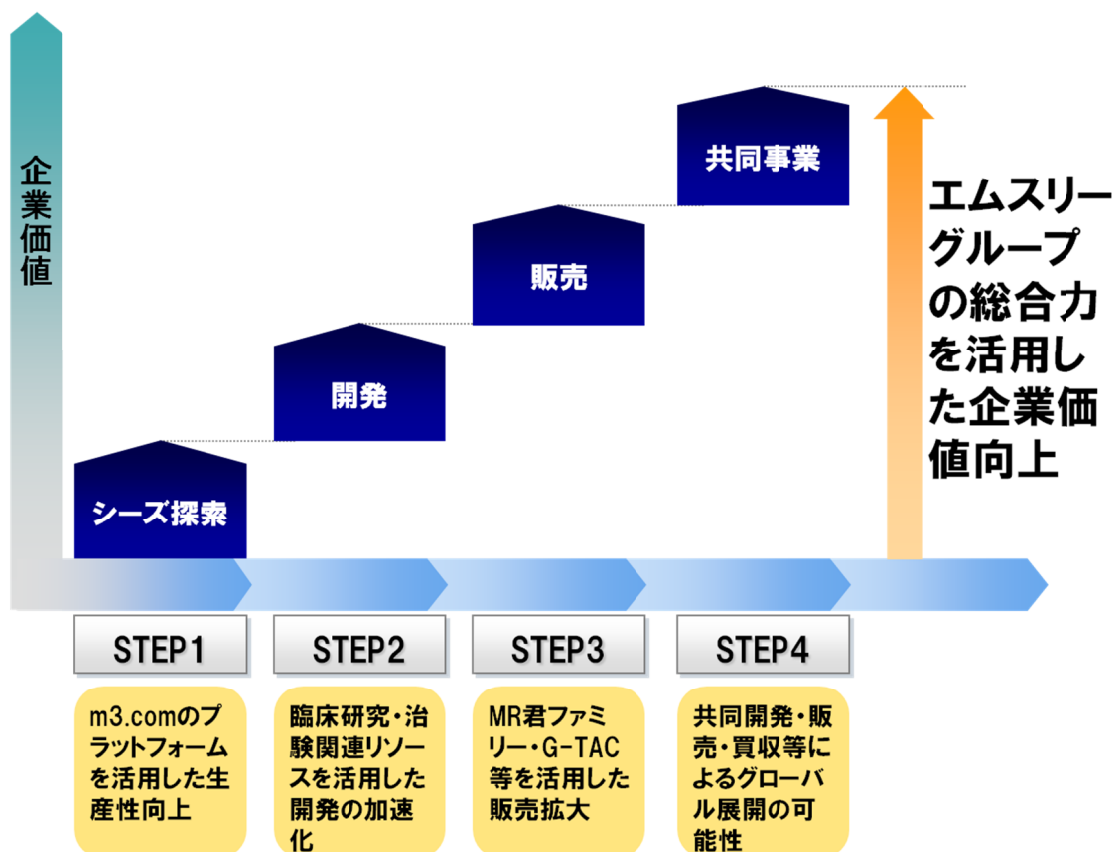 企業価値
共同事業
販売
開発
シーズ探索
エムスリー
グループ
の総合力
を活用し
た企業価
値向上
STEP1
STEP2
STEP3
STEP4
m3.comのプ
ラットフォーム
を活用した生
産性向上
臨床研究・治
験関連リソー
スを活用した
開発の加速
化
MR君ファミ
リー・G-TAC
等を活用した
販売拡大
共同開発・販
売・買収等に
よるグローバ
ル展開の可
能性